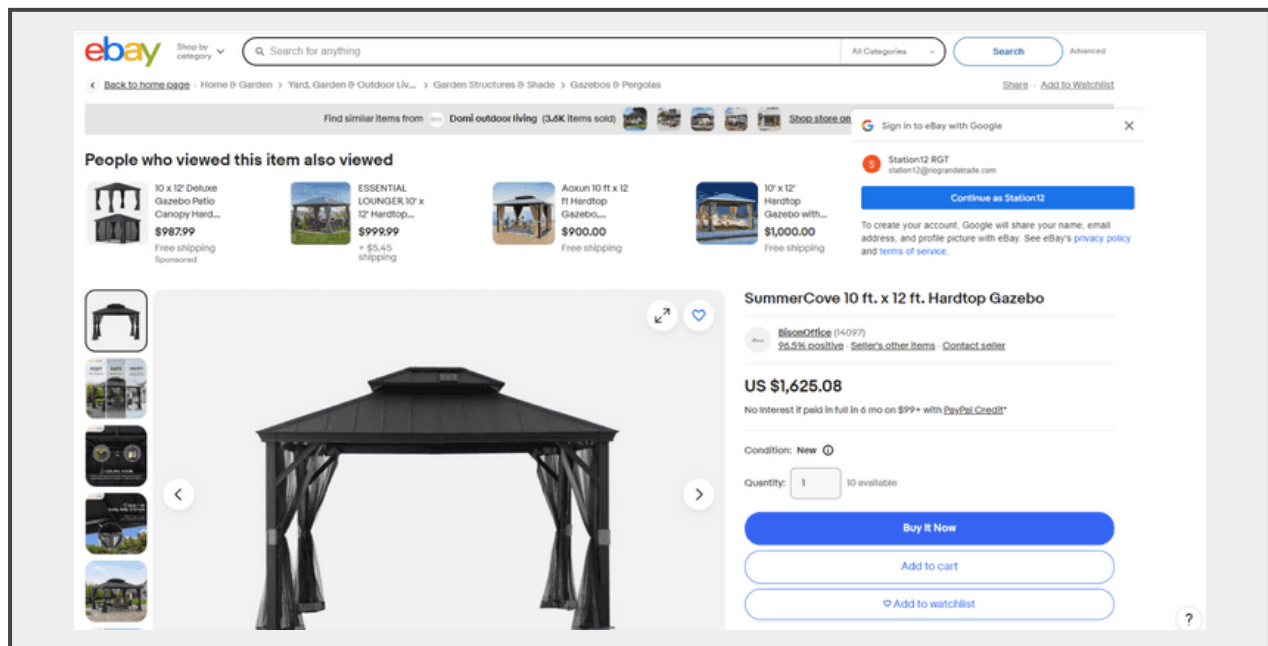 ebay
Shop by
category
Search for anything
All Categories
Search
Advanced
Back to home page - Home & Garden > Yard, Garden & Outdoor Liv... > Garden Structures & Shade > Gazebos & Pergolas
Share - Add to Watchlist
Find similar items from Domi outdoor living (3.6K items sold) Shop store on
Sign in to eBay with Google
S
Station12 RGT
station12@riograndetrade.com
Continue as Station12
To create your account, Google will share your name, email
address, and profile picture with eBay. See eBay's privacy policy
and terms of service.
People who viewed this item also viewed
10 x 12' Deluxe
Gazebo Patio
Canopy Hard...
$987.99
Free shipping
Sponsored
ESSENTIAL
LOUNGER 10' x
12' Hardtop...
$999.99
+ $5.45
shipping
Aoxun 10 ft x 12
ft Hardtop
Gazebo,...
$900.00
Free shipping
10' x 12'
Hardtop
Gazebo with...
$1,000.00
Free shipping
SummerCove 10 ft. x 12 ft. Hardtop Gazebo
BisonOffice (14097)
96.5% positive · Seller's other items · Contact seller
US $1,625.08
No Interest if paid in full in 6 mo on $99+ with PayPal Credit*
Condition: New
Quantity: 1 10 available
Buy It Now
Add to cart
Add to watchlist
?